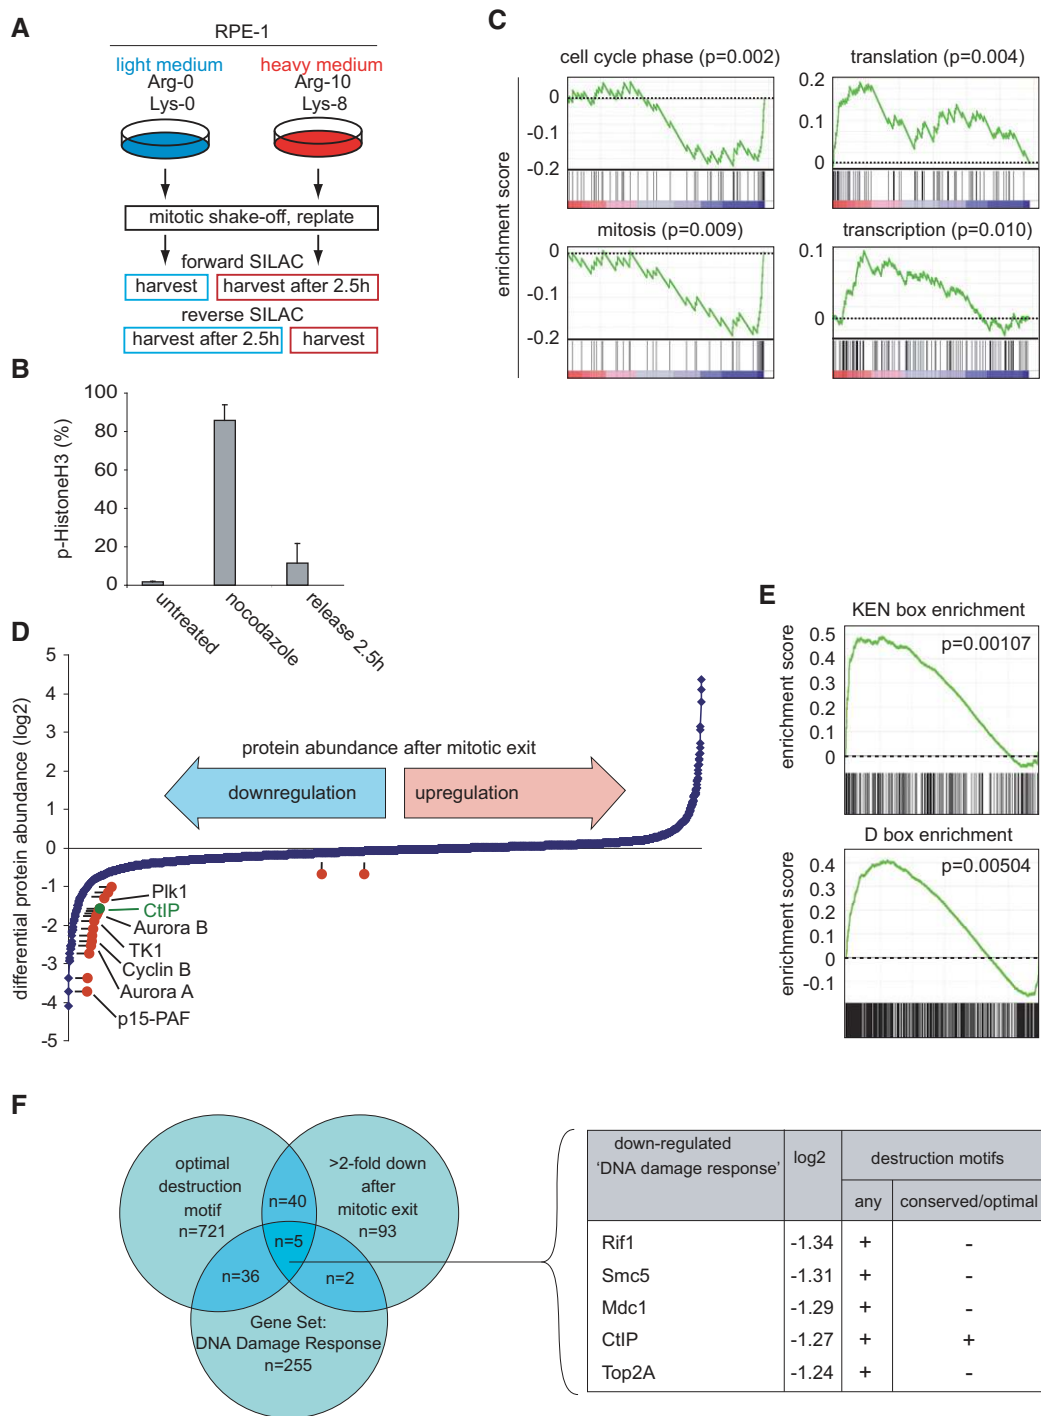 A
RPE-1
light medium
heavy medium
Arg-0
Arg-10
Lys-0
Lys-8
mitotic shake-off, replate
forward SILAC
harvest
harvest after 2.5h
reverse SILAC
harvest after 2.5h
harvest
B
p-HistoneH3 (%)
100
80
60
40
20
0
untreated
nocodazole
release 2.5h
C
enrichment score
cell cycle phase (p=0.002)
0
-0.1
-0.2
translation (p=0.004)
0.2
0.1
0
mitosis (p=0.009)
0
-0.1
-0.2
transcription (p=0.010)
0.1
0
D
differential protein abundance (log2)
5
4
3
2
1
0
-1
-2
-3
-4
-5
protein abundance after mitotic exit
downregulation
upregulation
Plk1
CtIP
Aurora B
TK1
Cyclin B
Aurora A
p15-PAF
E
KEN box enrichment
enrichment score
p=0.00107
0.5
0.4
0.3
0.2
0.1
0
D box enrichment
enrichment score
p=0.00504
0.4
0.3
0.2
0.1
0
-0.1
F
optimal
destruction
motif
n=721
>2-fold down
after
mitotic exit
n=93
n=40
n=5
n=36
n=2
Gene Set:
DNA Damage Response
n=255
down-regulated
'DNA damage response'
log2
destruction motifs
any
conserved/optimal
Rif1 -1.34 + -
Smc5 -1.31 + -
Mdc1 -1.29 + -
CtIP -1.27 + +
Top2A -1.24 + -